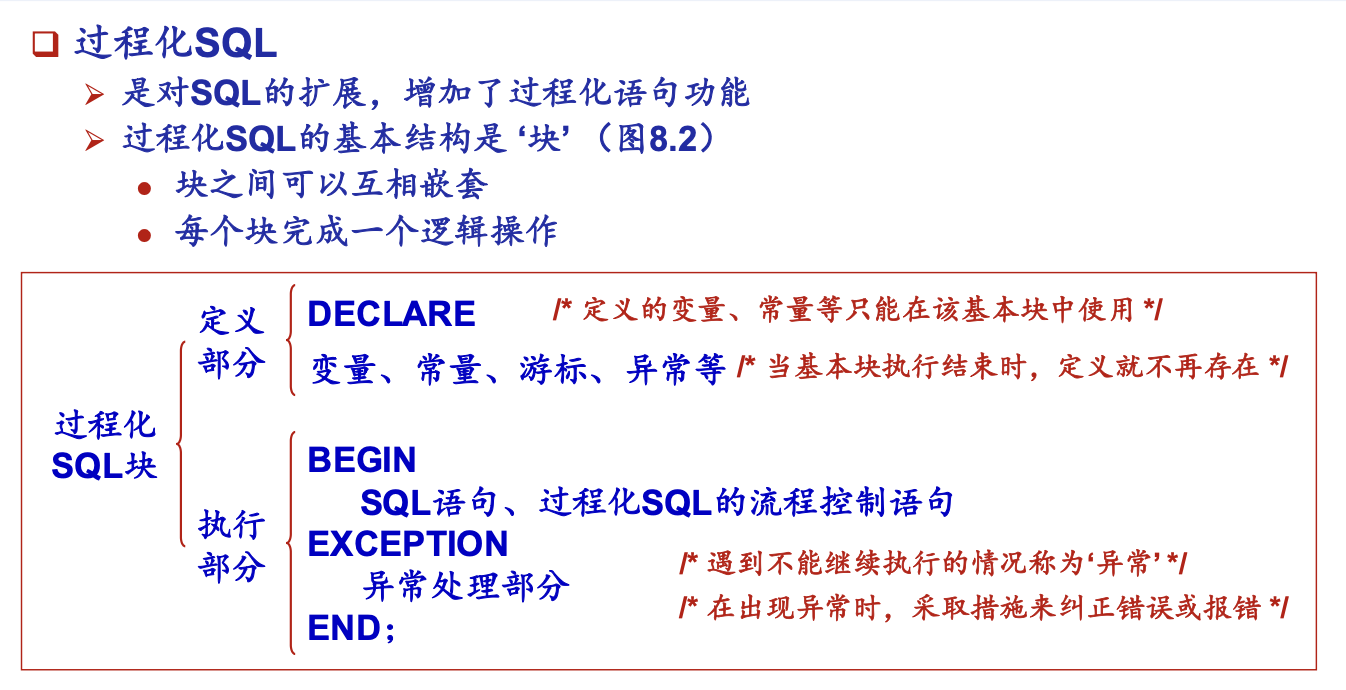 过程化SQL
是对SQL的扩展，增加了过程化语句功能
过程化SQL的基本结构是 ‘块’ （图8.2）
块之间可以互相嵌套
每个块完成一个逻辑操作
过程化
SQL块
定义
部分
DECLARE /* 定义的变量、常量等只能在该基本块中使用 */
变量、常量、游标、异常等 /* 当基本块执行结束时，定义就不再存在 */
执行
部分
BEGIN
SQL语句、过程化SQL的流程控制语句
EXCEPTION
异常处理部分
END；
/* 遇到不能继续执行的情况称为‘异常’ */
/* 在出现异常时，采取措施来纠正错误或报错 */